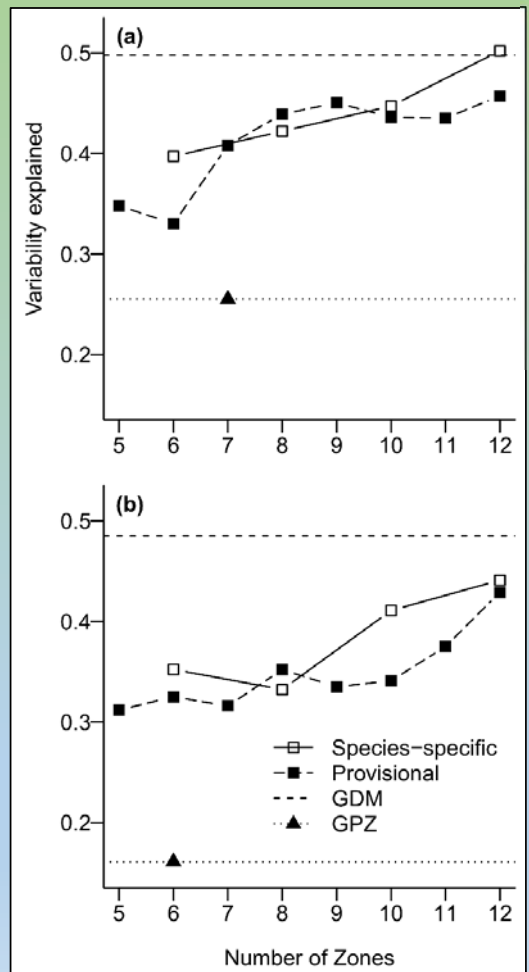 (a)
0.5
0.4
0.3
0.2
Variability explained
5 6 7 8 9 10 11 12
(b)
0.5
0.4
0.3
0.2
Species-specific
Provisional
GDM
GPZ
5 6 7 8 9 10 11 12
Number of Zones